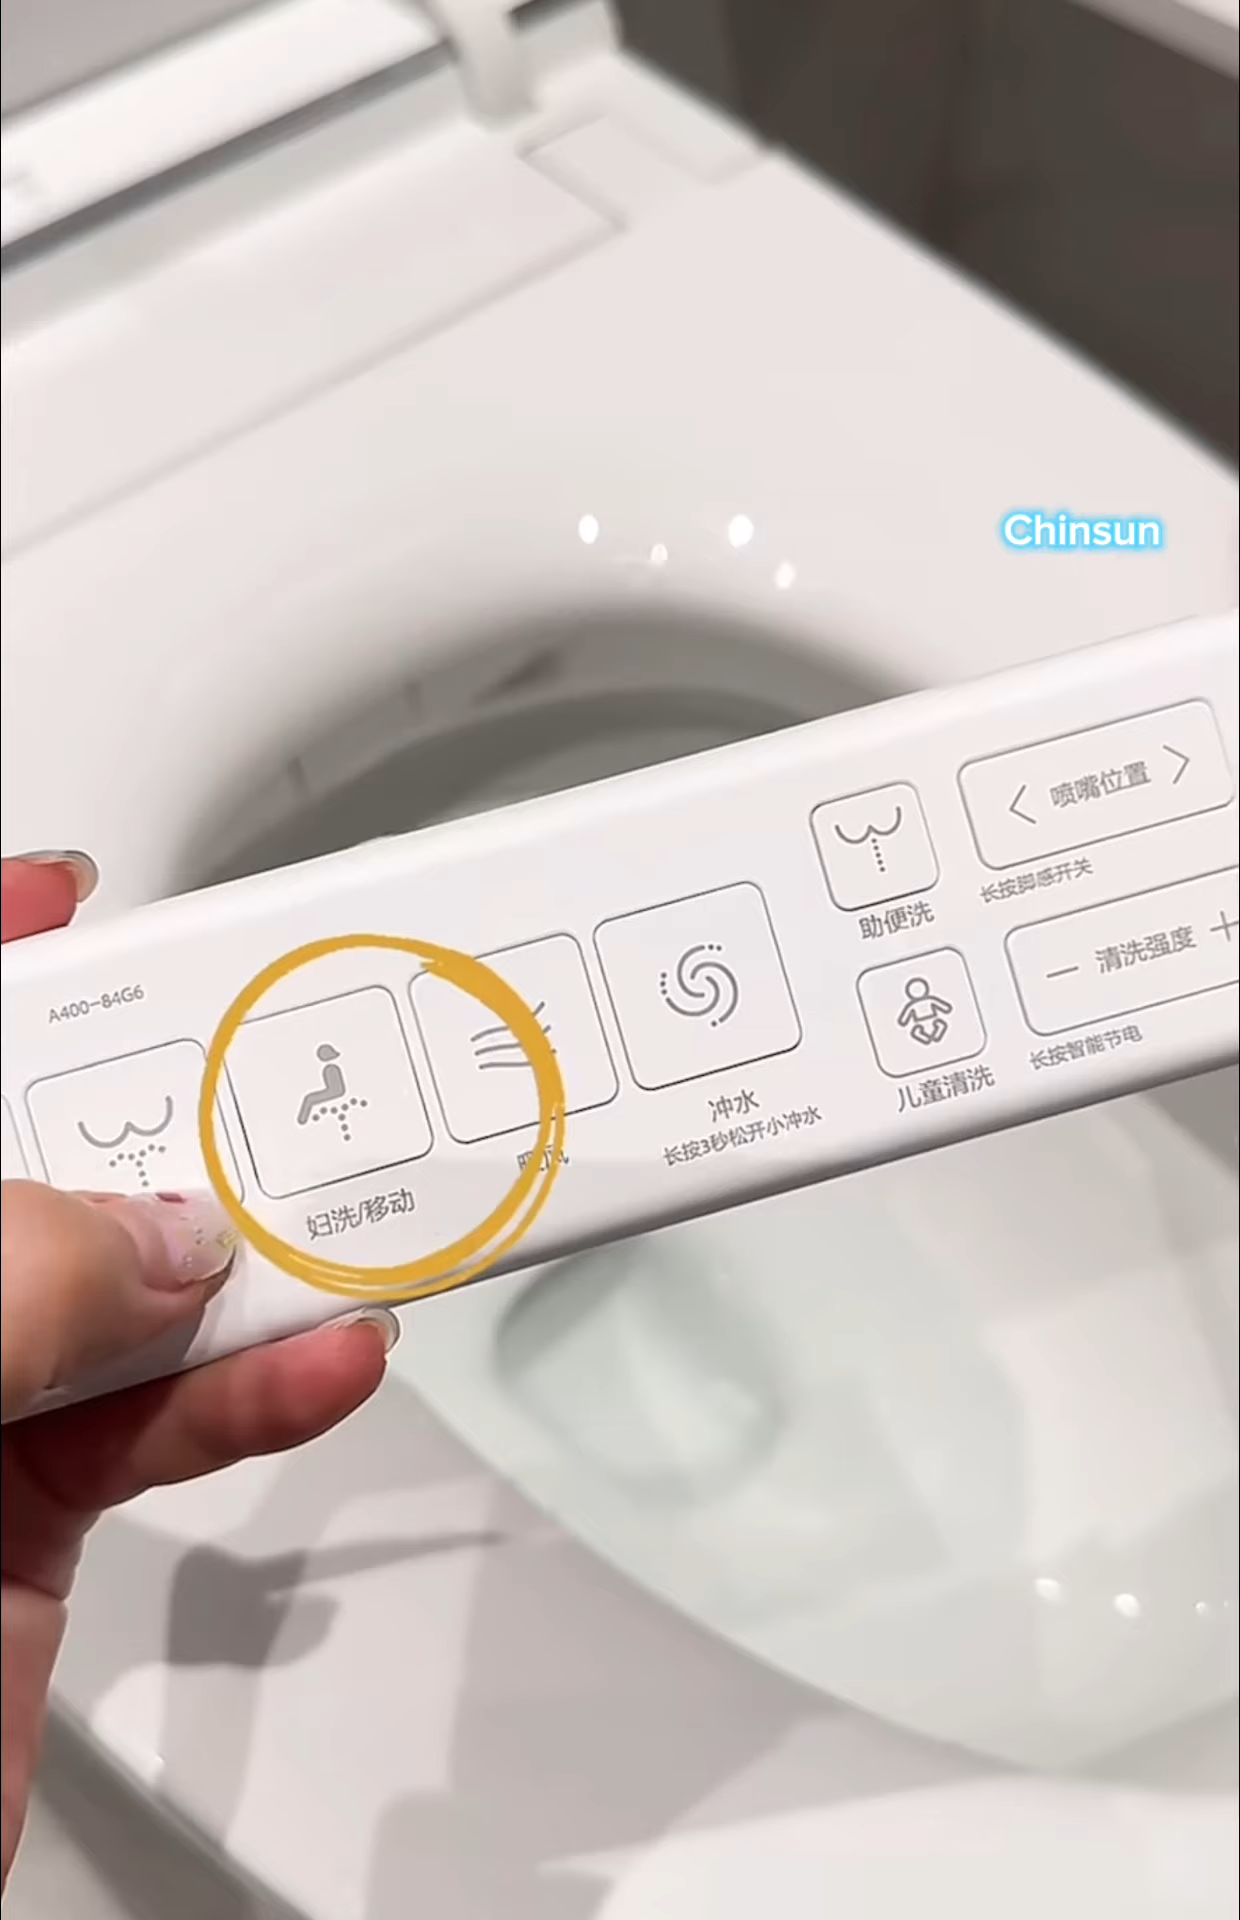 Chinsun
A400-84G6
妇洗/移动
暖风
冲水
长按3秒松开小冲水
助便洗
儿童清洗
喷嘴位置
长按脚感开关
清洗强度
长按智能节电